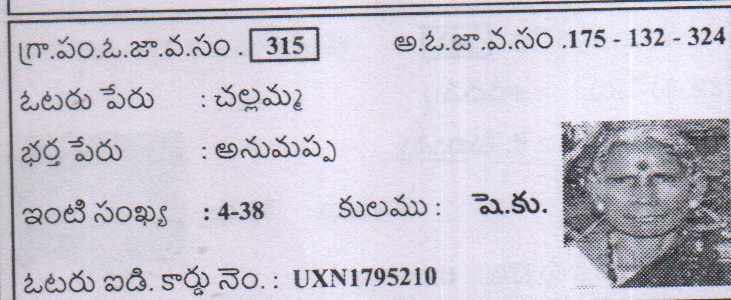 గ్రా.పం.ఓ.జా.వ.సం . 315 అ.ఓ.జా.వ.సం .175 - 132 - 324
ఓటరు పేరు : చల్లమ్మ
భర్త పేరు : అనుమప్ప
ఇంటి సంఖ్య : 4-38 కులము : షె.కు.
ఓటరు ఐడి. కార్డు నెం. : UXN1795210